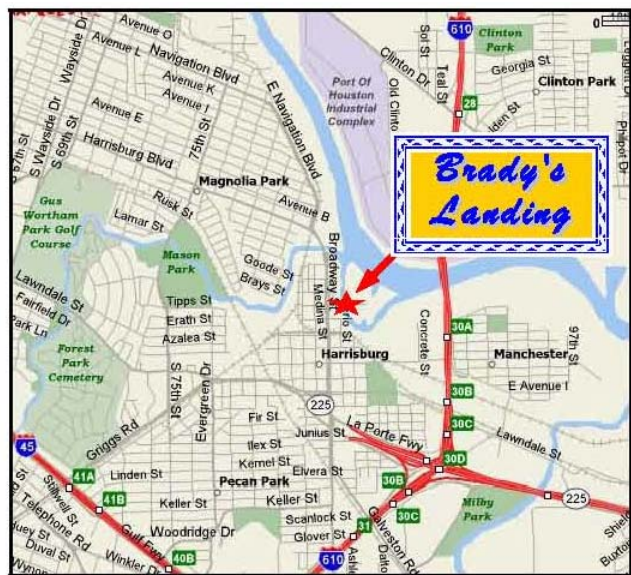 Avenue O
Avenue L
Navigation Blvd
Avenue K
Avenue I
Avenue E
Harrisburg Blvd
75th St
S Wayside Dr
Wayside Dr
S 69th St
67th St
E Navigation Blvd
Port Of
Houston
Industrial
Complex
Clinton Dr
Sol St
Teal St
610
Clinton
Park
Georgia St
Clinton Park
28
Brady's
Landing
Magnolia Park
Gus
Wortham
Park Golf
Course
Lamar St
Rusk St
Avenue B
Mason
Park
Goode St
Brays St
Broadway St
Medina St
Lawndale St
Fairfield Dr
Park Ln
Tipps St
Erath St
Azalea St
Harrisburg
Concrete St
30A
Manchester
97th St
E Avenue I
Forest
Park
Cemetery
S 75th St
Evergreen Dr
225
30B
30C
Griggs Rd
Fir St
Junius St
La Porte Fwy
Lawndale St
45
Ilex St
Kernel St
Elvera St
30D
30B
41A
Linden St
Pecan Park
30C
Milby
Park
225
41B
Keller St
Keller St
Stilwell St
Telephone Rd
Gulf Fwy
Woodridge Dr
Scanlock St
Glover St
31
Galveston Rd
Duval St
Winkler Dr
40B
610